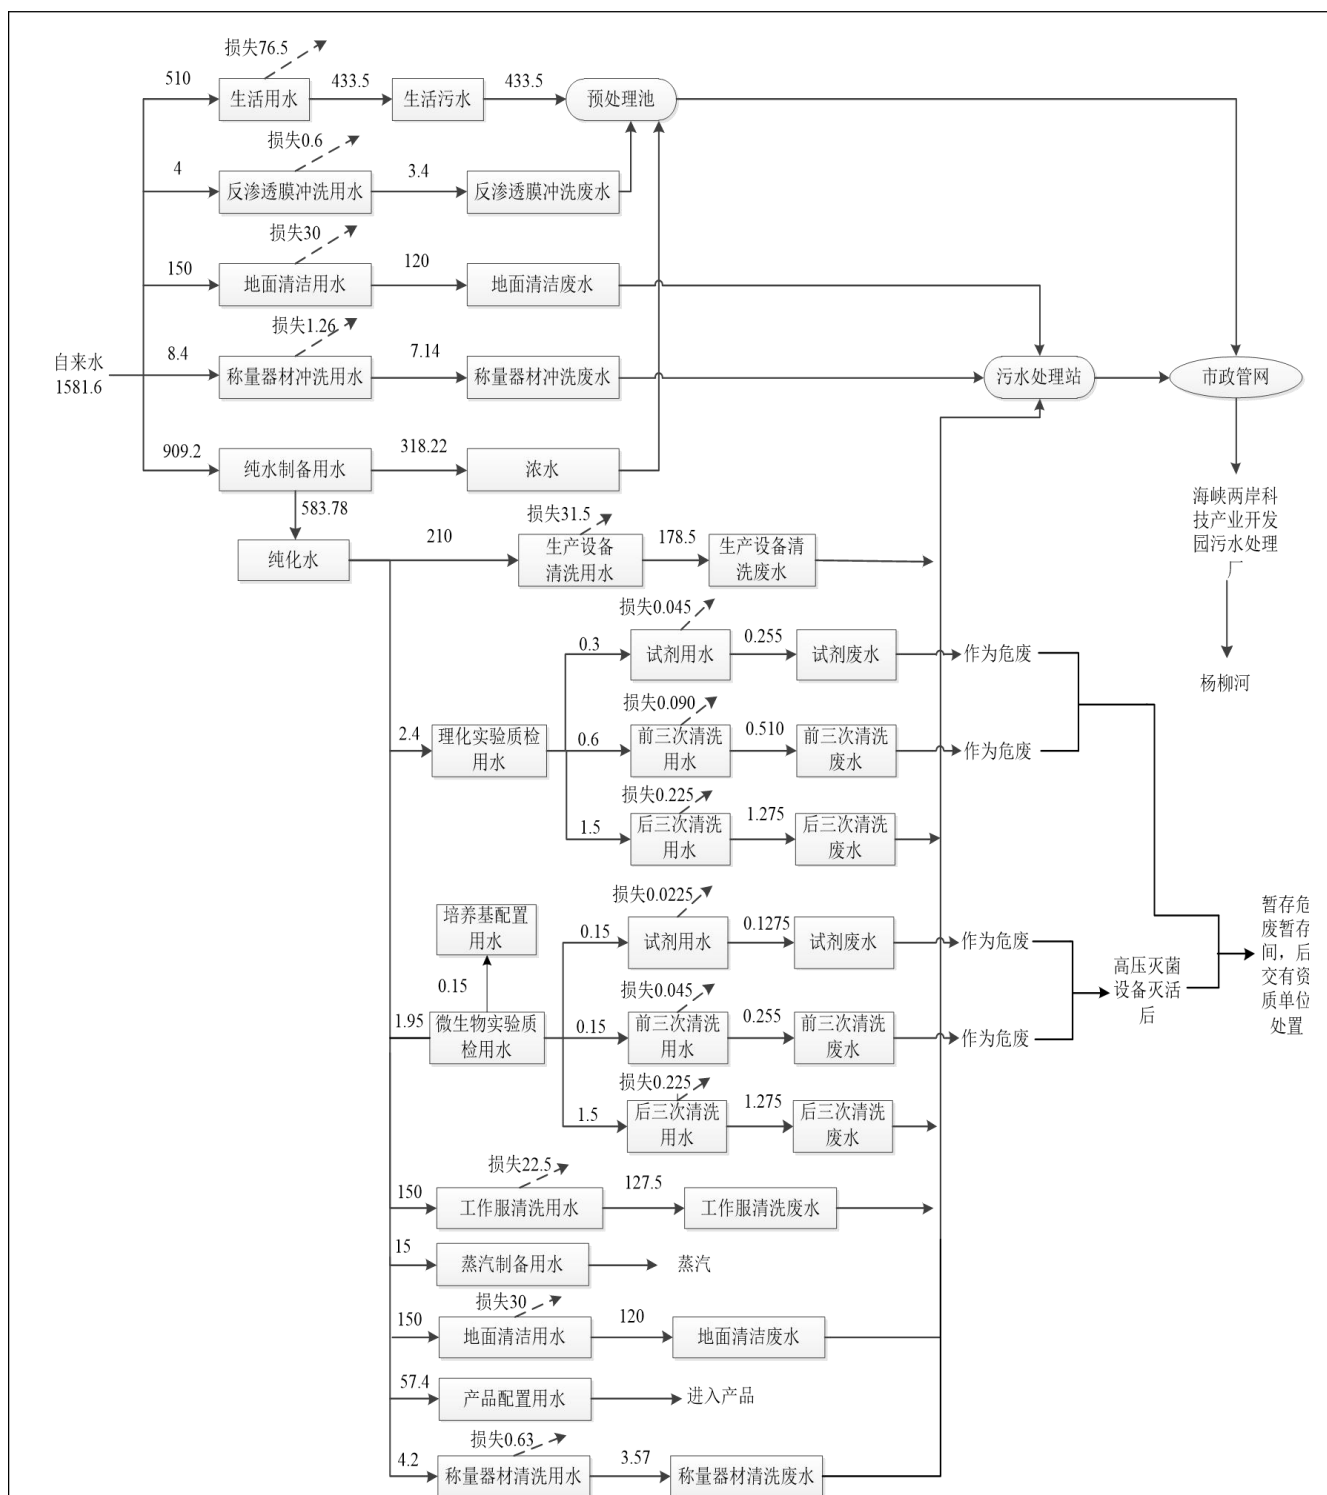 损失76.5
510
生活用水
433.5
生活污水
433.5
预处理池
损失0.6
4
反渗透膜冲洗用水
3.4
反渗透膜冲洗废水
损失30
150
地面清洁用水
120
地面清洁废水
损失1.26
自来水
1581.6
8.4
称量器材冲洗用水
7.14
称量器材冲洗废水
污水处理站
市政管网
909.2
纯水制备用水
318.22
浓水
583.78
海峡两岸科
技产业开发
园污水处理
厂
杨柳河
纯化水
210
损失31.5
生产设备
清洗用水
178.5
生产设备清
洗废水
损失0.045
0.3
试剂用水
0.255
试剂废水
作为危废
损失0.090
2.4
理化实验质检
用水
0.6
前三次清洗
用水
0.510
前三次清洗
废水
作为危废
损失0.225
1.5
后三次清洗
用水
1.275
后三次清洗
废水
损失0.0225
培养基配置
用水
0.15
0.15
试剂用水
0.1275
试剂废水
作为危废
高压灭菌
设备灭活
后
暂存危
废暂存
间，后
交有资
质单位
处置
损失0.045
1.95
微生物实验质
检用水
0.15
前三次清洗
用水
0.255
前三次清洗
废水
作为危废
损失0.225
1.5
后三次清洗
用水
1.275
后三次清洗
废水
损失22.5
150
工作服清洗用水
127.5
工作服清洗废水
15
蒸汽制备用水
蒸汽
损失30
150
地面清洁用水
120
地面清洁废水
57.4
产品配置用水
进入产品
损失0.63
4.2
称量器材清洗用水
3.57
称量器材清洗废水